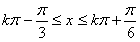 kπ − π/3 ≤ x ≤ kπ + π/6